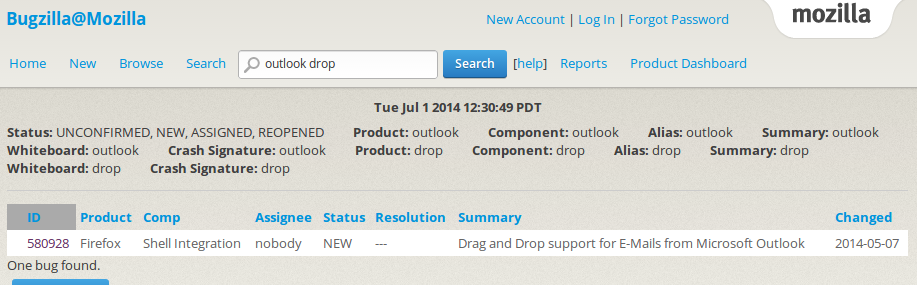 Bugzilla@Mozilla
New Account | Log In | Forgot Password
mozilla
Home New Browse Search outlook drop Search [help] Reports Product Dashboard
Tue Jul 1 2014 12:30:49 PDT
Status: UNCONFIRMED, NEW, ASSIGNED, REOPENED Product: outlook Component: outlook Alias: outlook Summary: outlook
Whiteboard: outlook Crash Signature: outlook Product: drop Component: drop Alias: drop Summary: drop
Whiteboard: drop Crash Signature: drop
ID Product Comp Assignee Status Resolution Summary Changed
580928 Firefox Shell Integration nobody NEW --- Drag and Drop support for E-Mails from Microsoft Outlook 2014-05-07
One bug found.